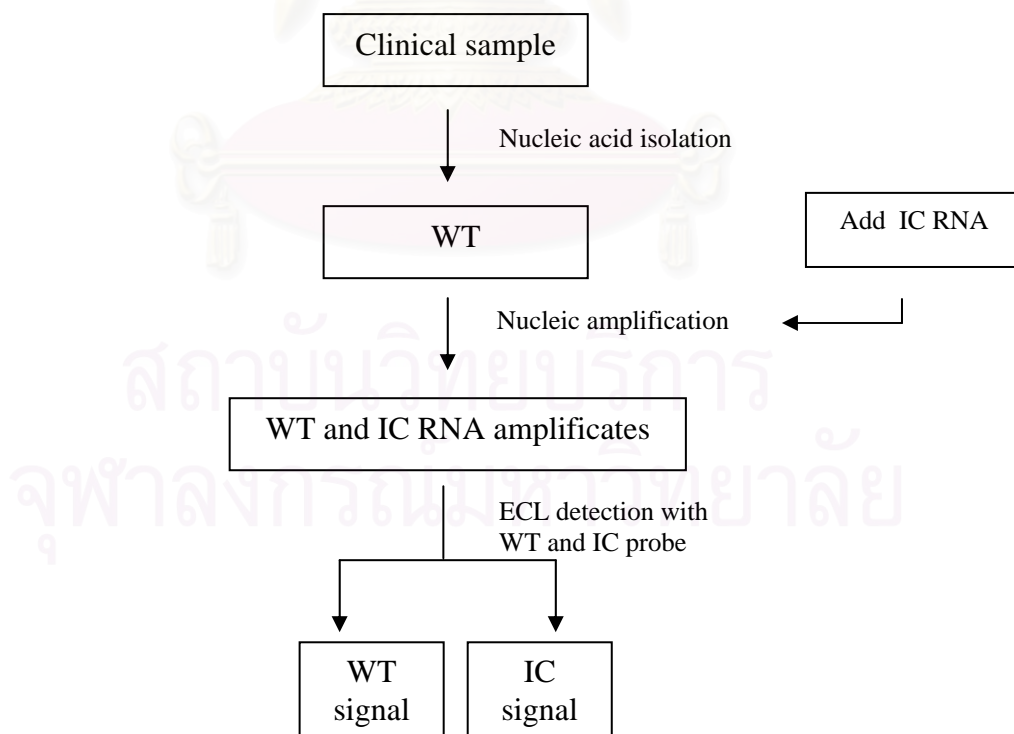 Clinical sample
Nucleic acid isolation
WT
Add IC RNA
Nucleic amplification
WT and IC RNA amplificates
ECL detection with
WT and IC probe
WT
signal
IC
signal
สถาบันวิทยบริการ
จุฬาลงกรณ์มหาวิทยาลัย